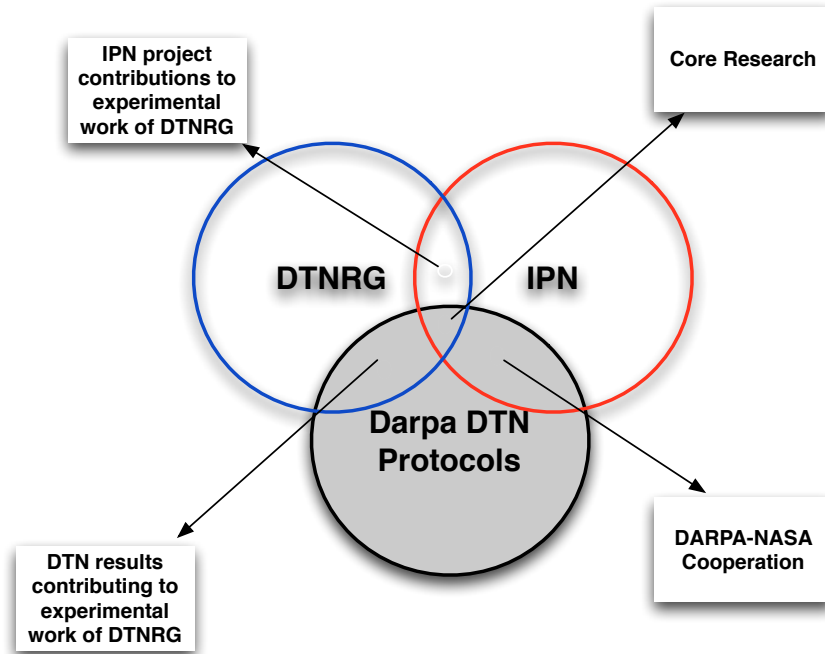 IPN project
contributions to
experimental
work of DTNRG
Core Research
DTNRG
IPN
Darpa DTN
Protocols
DTN results
contributing to
experimental
work of DTNRG
DARPA-NASA
Cooperation